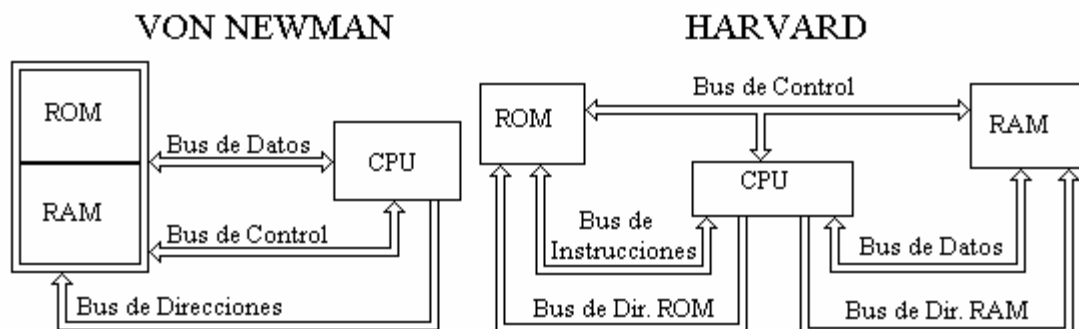 VON NEWMAN
ROM
RAM
Bus de Datos
CPU
Bus de Control
Bus de Direcciones
HARVARD
Bus de Control
ROM
RAM
CPU
Bus de
Instrucciones
Bus de Datos
Bus de Dir. ROM
Bus de Dir. RAM